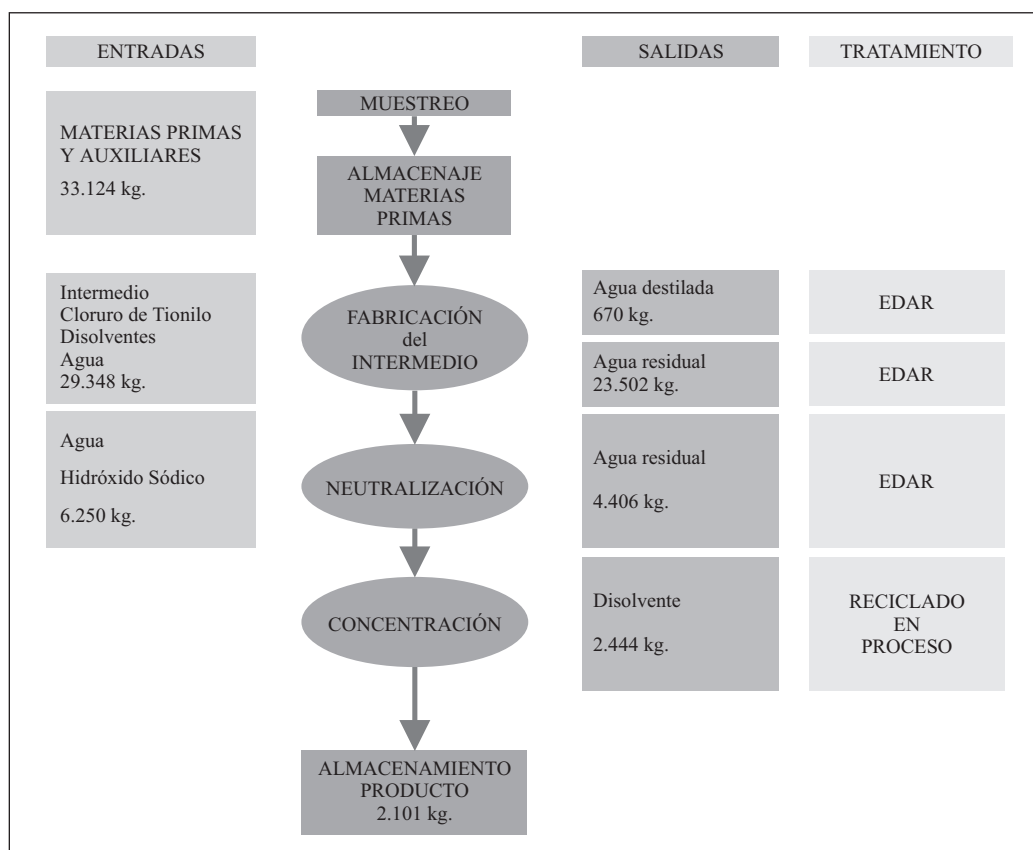 ENTRADAS
SALIDAS
TRATAMIENTO
MATERIAS PRIMAS
Y AUXILIARES
33.124 kg.
MUESTREO
ALMACENAJE
MATERIAS
PRIMAS
Intermedio
Cloruro de Tionilo
Disolventes
Agua
29.348 kg.
FABRICACIÓN
del
INTERMEDIO
Agua destilada
670 kg.
EDAR
Agua residual
23.502 kg.
EDAR
Agua
Hidróxido Sódico
6.250 kg.
NEUTRALIZACIÓN
Agua residual
4.406 kg.
EDAR
CONCENTRACIÓN
Disolvente
2.444 kg.
RECICLADO
EN
PROCESO
ALMACENAMIENTO
PRODUCTO
2.101 kg.